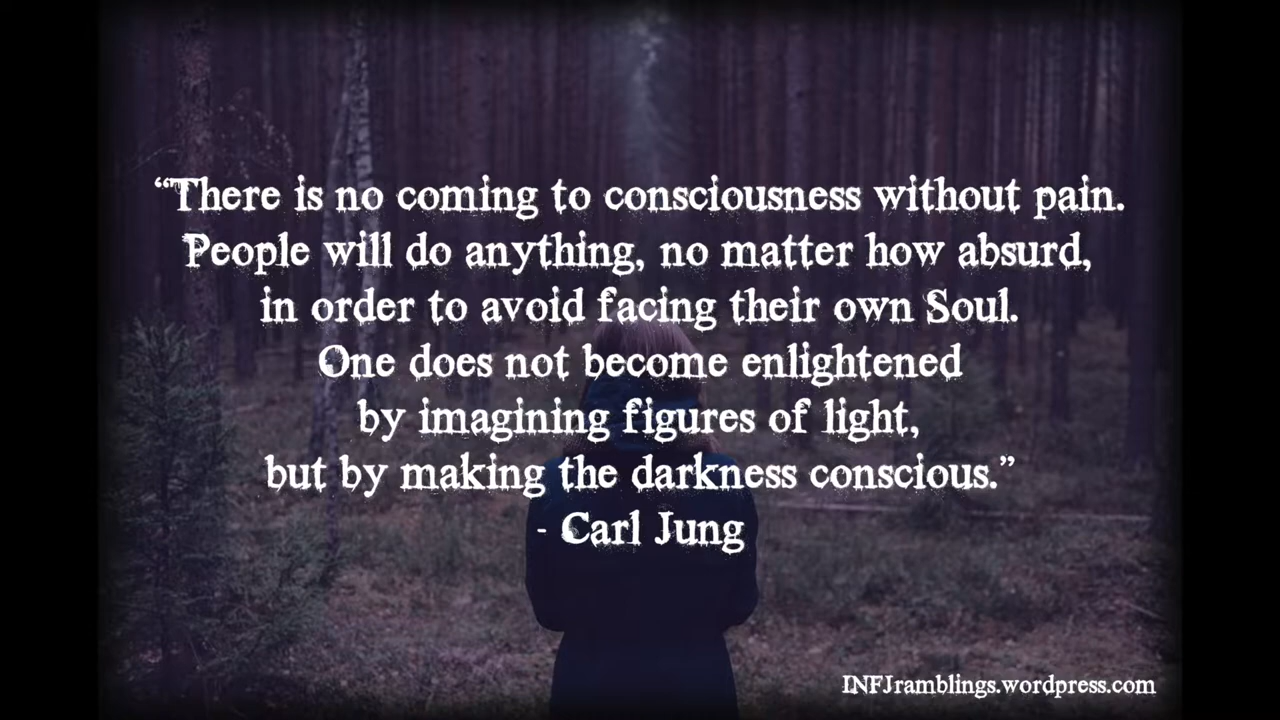 “There is no coming to consciousness without pain.
People will do anything, no matter how absurd,
in order to avoid facing their own Soul.
One does not become enlightened
by imagining figures of light,
but by making the darkness conscious.”
- Carl Jung
INFJramblings.wordpress.com